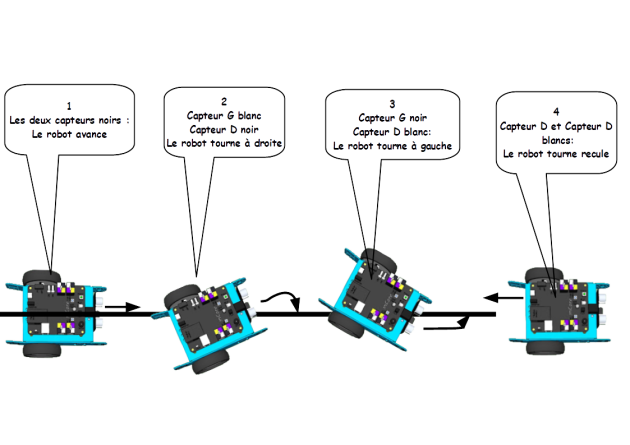 1
Les deux capteurs noirs :
Le robot avance
2
Capteur G blanc
Capteur D noir
Le robot tourne à droite
3
Capteur G noir
Capteur D blanc:
Le robot tourne à gauche
4
Capteur D et Capteur D
blancs:
Le robot tourne recule